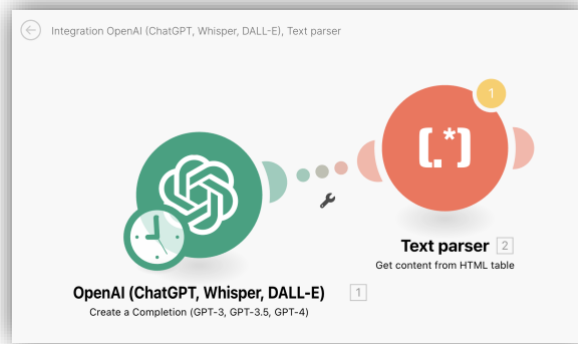 Integration OpenAI (ChatGPT, Whisper, DALL-E), Text parser
1
[.*)
Text parser 2
Get content from HTML table
OpenAI (ChatGPT, Whisper, DALL-E) 1
Create a Completion (GPT-3, GPT-3.5, GPT-4)